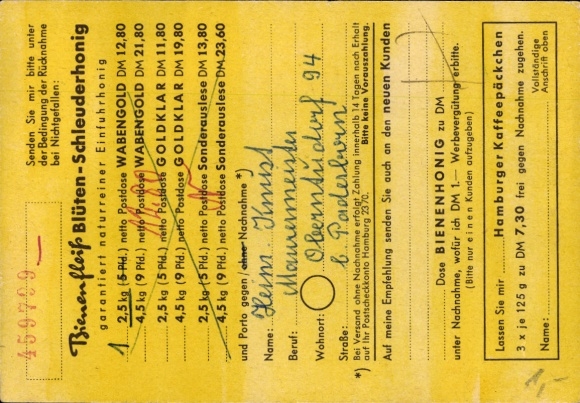 459709
Senden Sie mir bitte unter
der Bedingung der Rücknahme
bei Nichtgefallen:
Bienenfleiß Blüten-Schleuderhonig
garantiert naturreiner Einfuhrhonig
1 2,5 kg (5 Pfd.) netto Postdose WABENGOLD DM 12,80
4,5 kg (9 Pfd.) netto Postdose WABENGOLD DM 21,80
2,5 kg (5 Pfd.) netto Postdose GOLDKLAR DM 11,80
4,5 kg (9 Pfd.) netto Postdose GOLDKLAR DM 19,80
2,5 kg (5 Pfd.) netto Postdose Sonderauslese DM 13,80
4,5 kg (9 Pfd.) netto Postdose Sonderauslese DM 23,60
und Porto gegen / ohne Nachnahme *)
Name: Heinz
Beruf: Maurermeister
Wohnort: 94
Straße: b. Paderborn
*) Bei Versand ohne Nachnahme erfolgt Zahlung innerhalb 14 Tagen nach Erhalt
auf Ihr Postscheckkonto Hamburg 2370. Bitte keine Vorauszahlung.
Auf meine Empfehlung senden Sie auch an den neuen Kunden
Dose BIENENHONIG zu DM
unter Nachnahme, wofür ich DM 1.— Werbevergütung erbitte.
(Bitte nur einen Kunden aufzugeben)
Lassen Sie mir Hamburger Kaffeepäckchen
3 x je 125 g zu DM 7,30 frei gegen Nachnahme zugehen.
Name:
Vollständige
Anschrift oben
1,-